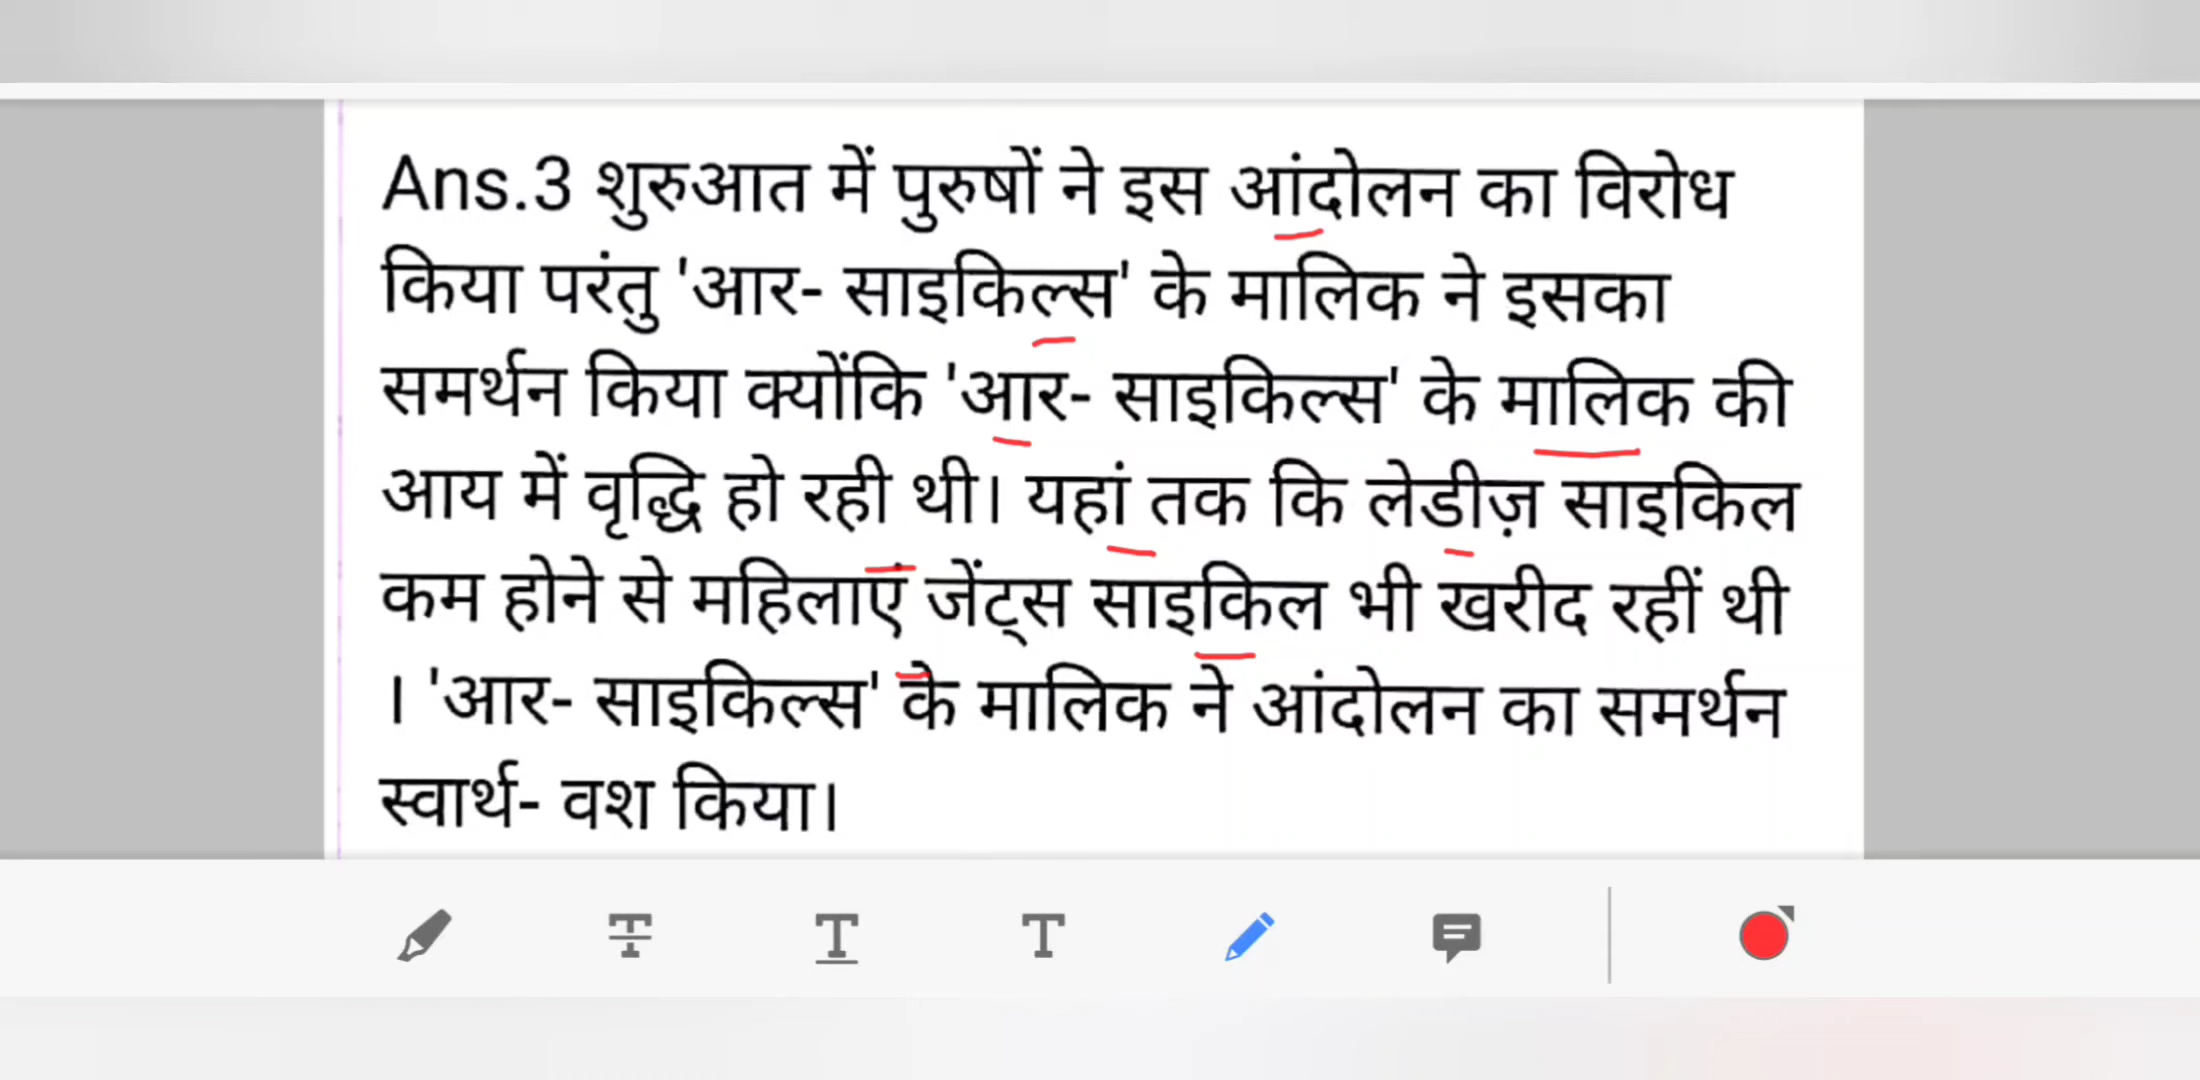 Ans.3 शुरुआत में पुरुषों ने इस आंदोलन का विरोध
किया परंतु 'आर- साइकिल्स' के मालिक ने इसका
समर्थन किया क्योंकि 'आर- साइकिल्स' के मालिक की
आय में वृद्धि हो रही थी। यहां तक कि लेडीज़ साइकिल
कम होने से महिलाएं जेंट्स साइकिल भी खरीद रहीं थी
। 'आर- साइकिल्स' के मालिक ने आंदोलन का समर्थन
स्वार्थ- वश किया।